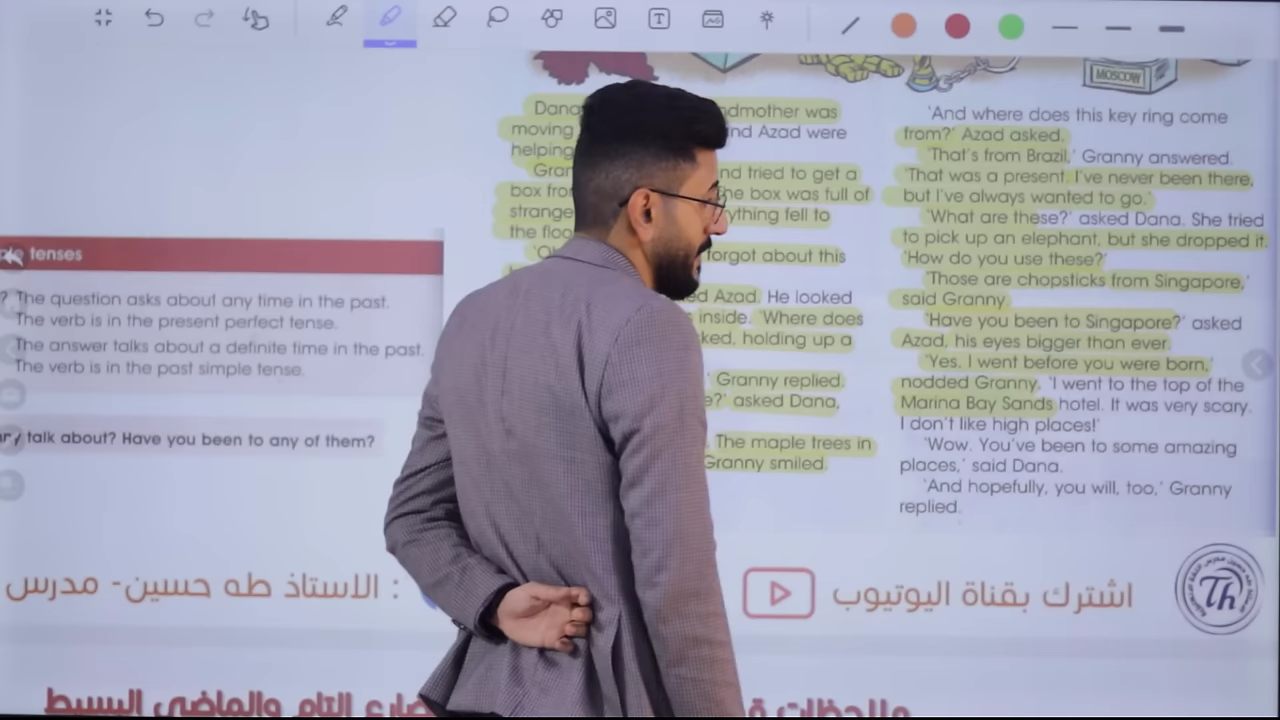 MOSCOW
tenses
? The question asks about any time in the past.
The verb is in the present perfect tense.
The answer talks about a definite time in the past.
The verb is in the past simple tense.
talk about? Have you been to any of them?
Dana
dmother was
moving
nd Azad were
helping
Gran
nd tried to get a
box fro
he box was full of
strange
ything fell to
the floo
forgot about this
ed Azad. He looked
inside. 'Where does
ked, holding up a
' Granny replied.
e?' asked Dana,
. The maple trees in
Granny smiled.
'And where does this key ring come
from?' Azad asked.
'That's from Brazil,' Granny answered.
'That was a present. I've never been there,
but I've always wanted to go.'
'What are these?' asked Dana. She tried
to pick up an elephant, but she dropped it.
'How do you use these?'
'Those are chopsticks from Singapore,'
said Granny.
'Have you been to Singapore?' asked
Azad, his eyes bigger than ever.
'Yes. I went before you were born,'
nodded Granny. 'I went to the top of the
Marina Bay Sands hotel. It was very scary.
I don't like high places!'
'Wow. You've been to some amazing
places,' said Dana.
'And hopefully, you will, too,' Granny
replied.
اشترك بقناة اليوتيوب
: الاستاذ طه حسين- مدرس
Th
ملاحظات
ضارع التام والماضي البسيط